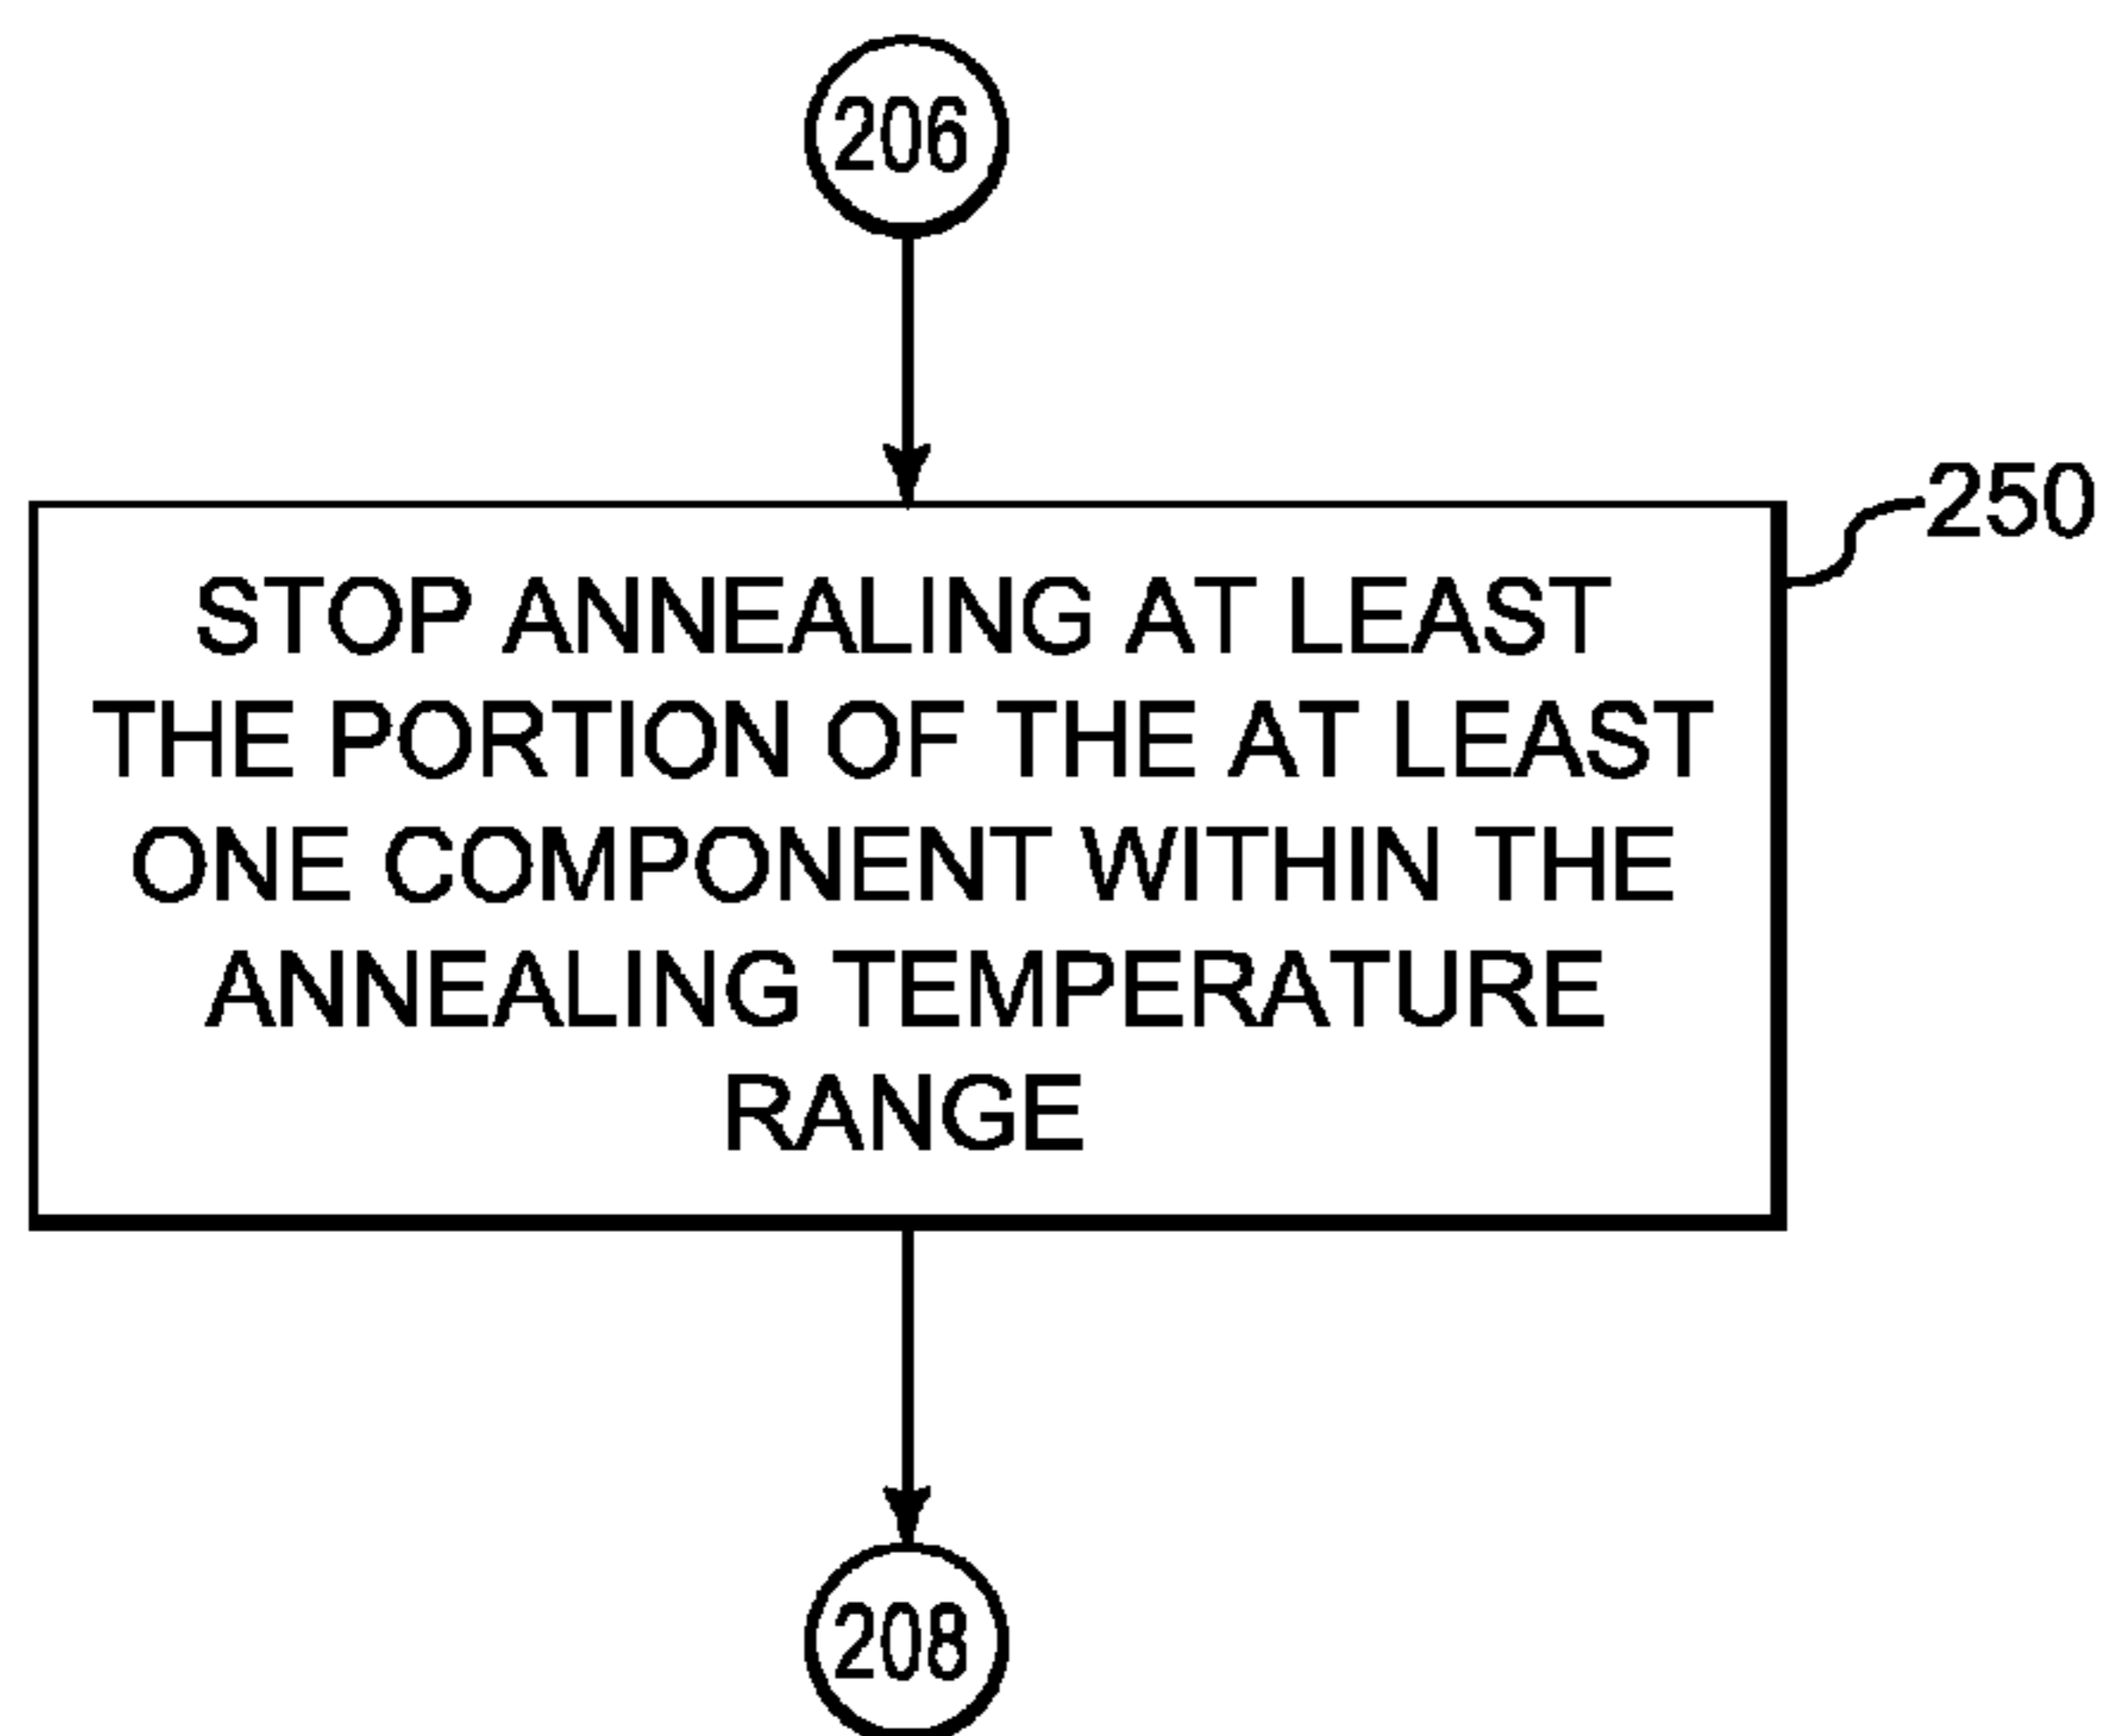 206
250
STOP ANNEALING AT LEAST
THE PORTION OF THE AT LEAST
ONE COMPONENT WITHIN THE
ANNEALING TEMPERATURE
RANGE
208